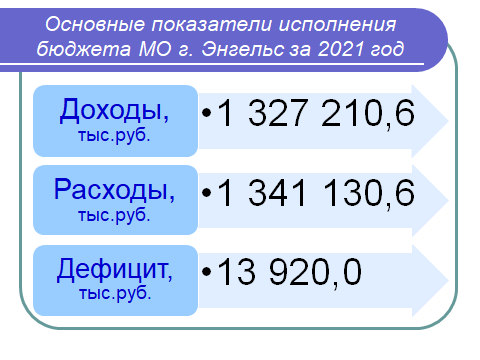 Основные показатели исполнения
бюджета МО г. Энгельс за 2021 год
Доходы,
тыс.руб.
•1 327 210,6
Расходы,
тыс.руб.
•1 341 130,6
Дефицит,
тыс.руб.
•13 920,0